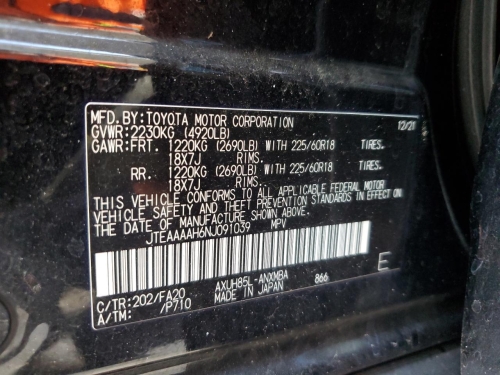 MFD.BY:TOYOTA MOTOR CORPORATION 12/21
GVWR:2230KG (4920LB)
GAWR:FRT. 1220KG (2690LB) WITH 225/60R18 TIRES.
18X7J RIMS.
RR. 1220KG (2690LB) WITH 225/60R18 TIRES.
18X7J RIMS.
THIS VEHICLE CONFORMS TO ALL APPLICABLE FEDERAL MOTOR
VEHICLE SAFETY AND THEFT PREVENTION STANDARDS IN EFFECT ON
THE DATE OF MANUFACTURE SHOWN ABOVE.
JTEAAAAH6NJ091039 MPV
C/TR:202/FA20 AXUH85L-ANXMBA 866 E
A/TM: /P710 MADE IN JAPAN